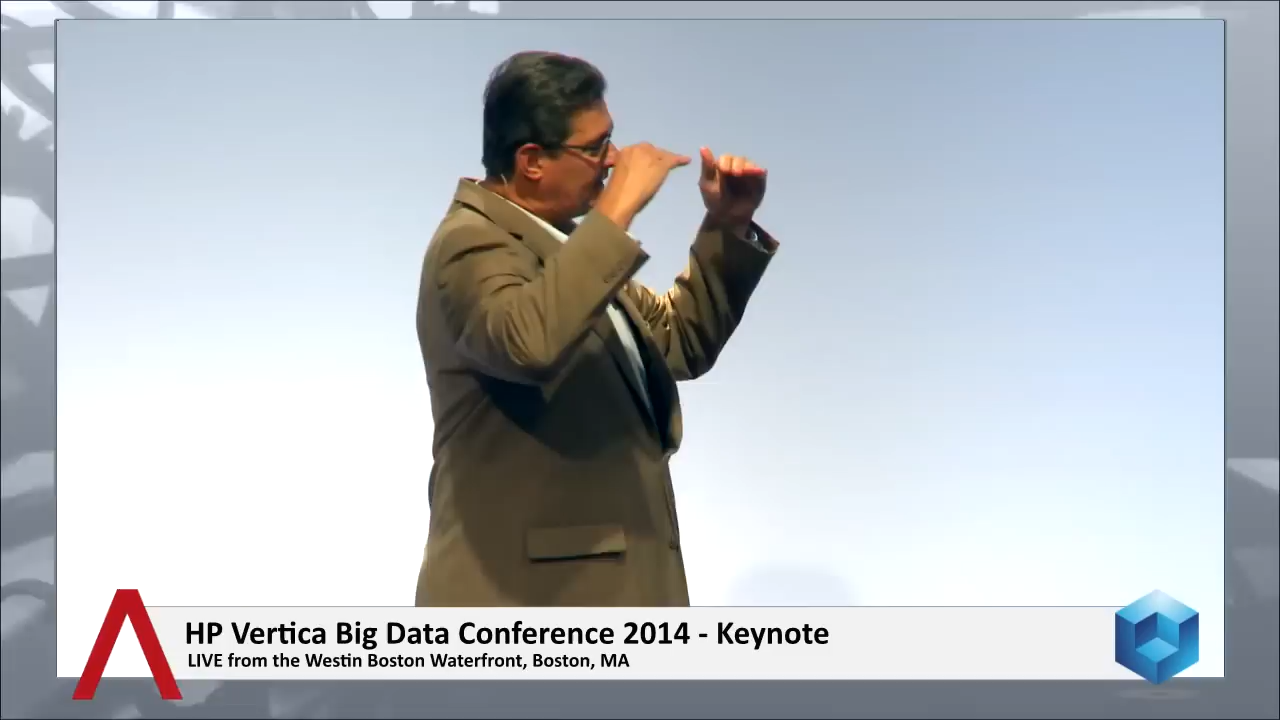 HP Vertica Big Data Conference 2014 - Keynote
LIVE from the Westin Boston Waterfront, Boston, MA